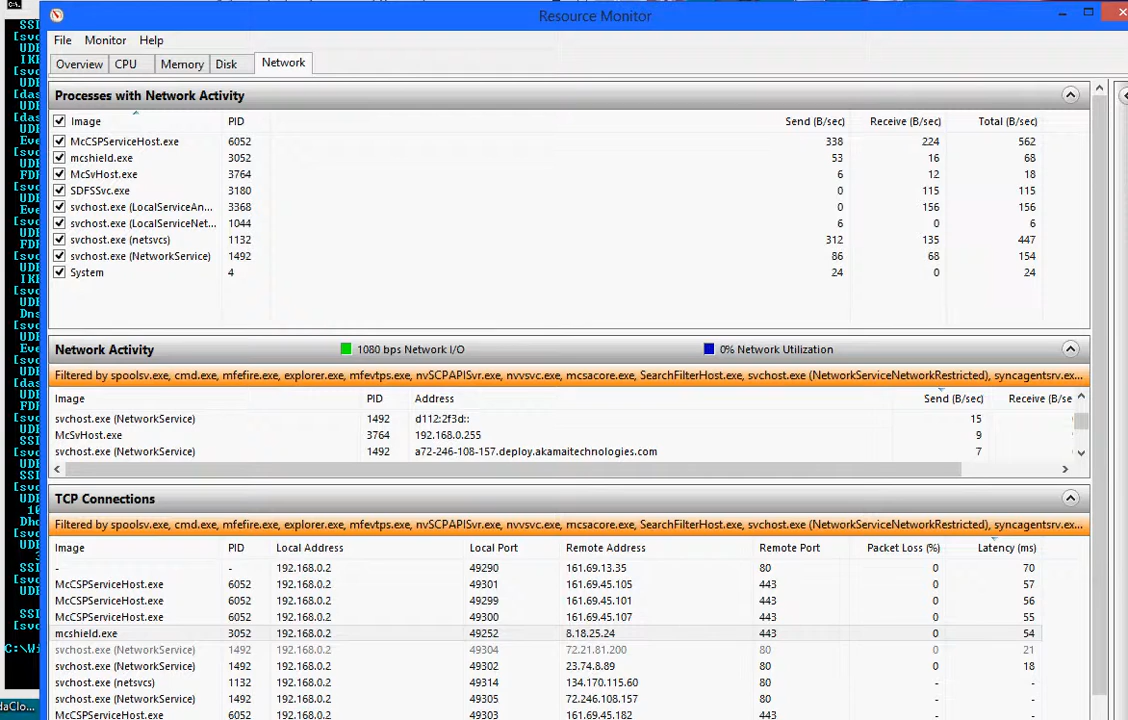 Resource Monitor
File Monitor Help
Overview CPU Memory Disk Network
Processes with Network Activity
Image PID Send (B/sec) Receive (B/sec) Total (B/sec)
McCSPServiceHost.exe 6052 338 224 562
mcshield.exe 3052 53 16 68
McSvHost.exe 3764 6 12 18
SDFSSvc.exe 3180 0 115 115
svchost.exe (LocalServiceAn... 3368 0 156 156
svchost.exe (LocalServiceNet... 1044 6 0 6
svchost.exe (netsvcs) 1132 312 135 447
svchost.exe (NetworkService) 1492 86 68 154
System 4 24 0 24
Network Activity 1080 bps Network I/O 0% Network Utilization
Filtered by spoolsv.exe, cmd.exe, mfefire.exe, explorer.exe, mfevtps.exe, nvSCPAPISvr.exe, nvvsvc.exe, mcsacore.exe, SearchFilterHost.exe, svchost.exe (NetworkServiceNetworkRestricted), syncagentsrv.ex...
Image PID Address Send (B/sec) Receive (B/se
svchost.exe (NetworkService) 1492 d112:2f3d:: 15
McSvHost.exe 3764 192.168.0.255 9
svchost.exe (NetworkService) 1492 a72-246-108-157.deploy.akamaitechnologies.com 7
TCP Connections
Filtered by spoolsv.exe, cmd.exe, mfefire.exe, explorer.exe, mfevtps.exe, nvSCPAPISvr.exe, nvvsvc.exe, mcsacore.exe, SearchFilterHost.exe, svchost.exe (NetworkServiceNetworkRestricted), syncagentsrv.ex...
Image PID Local Address Local Port Remote Address Remote Port Packet Loss (%) Latency (ms)
- - 192.168.0.2 49290 161.69.13.35 80 0 70
McCSPServiceHost.exe 6052 192.168.0.2 49301 161.69.45.105 443 0 57
McCSPServiceHost.exe 6052 192.168.0.2 49299 161.69.45.101 443 0 56
McCSPServiceHost.exe 6052 192.168.0.2 49300 161.69.45.107 443 0 55
mcshield.exe 3052 192.168.0.2 49252 8.18.25.24 443 0 54
svchost.exe (NetworkService) 1492 192.168.0.2 49304 72.21.81.200 80 0 21
svchost.exe (NetworkService) 1492 192.168.0.2 49302 23.74.8.89 80 0 18
svchost.exe (netsvcs) 1132 192.168.0.2 49314 134.170.115.60 443 - -
svchost.exe (NetworkService) 1492 192.168.0.2 49305 72.246.108.157 80 - -
McCSPServiceHost.exe 6052 192.168.0.2 49303 161.69.45.182 443 - -
C:\Wi
daClo...